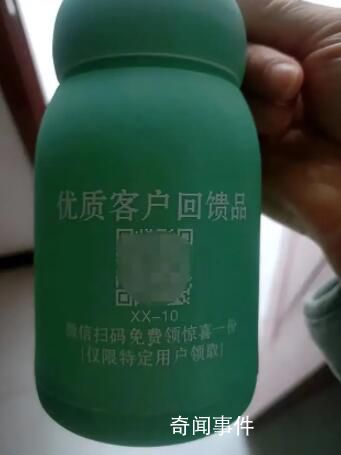 优质客户回馈品
XX-10
微信扫码免费领惊喜一份
[仅限特定用户领取]
奇闻事件